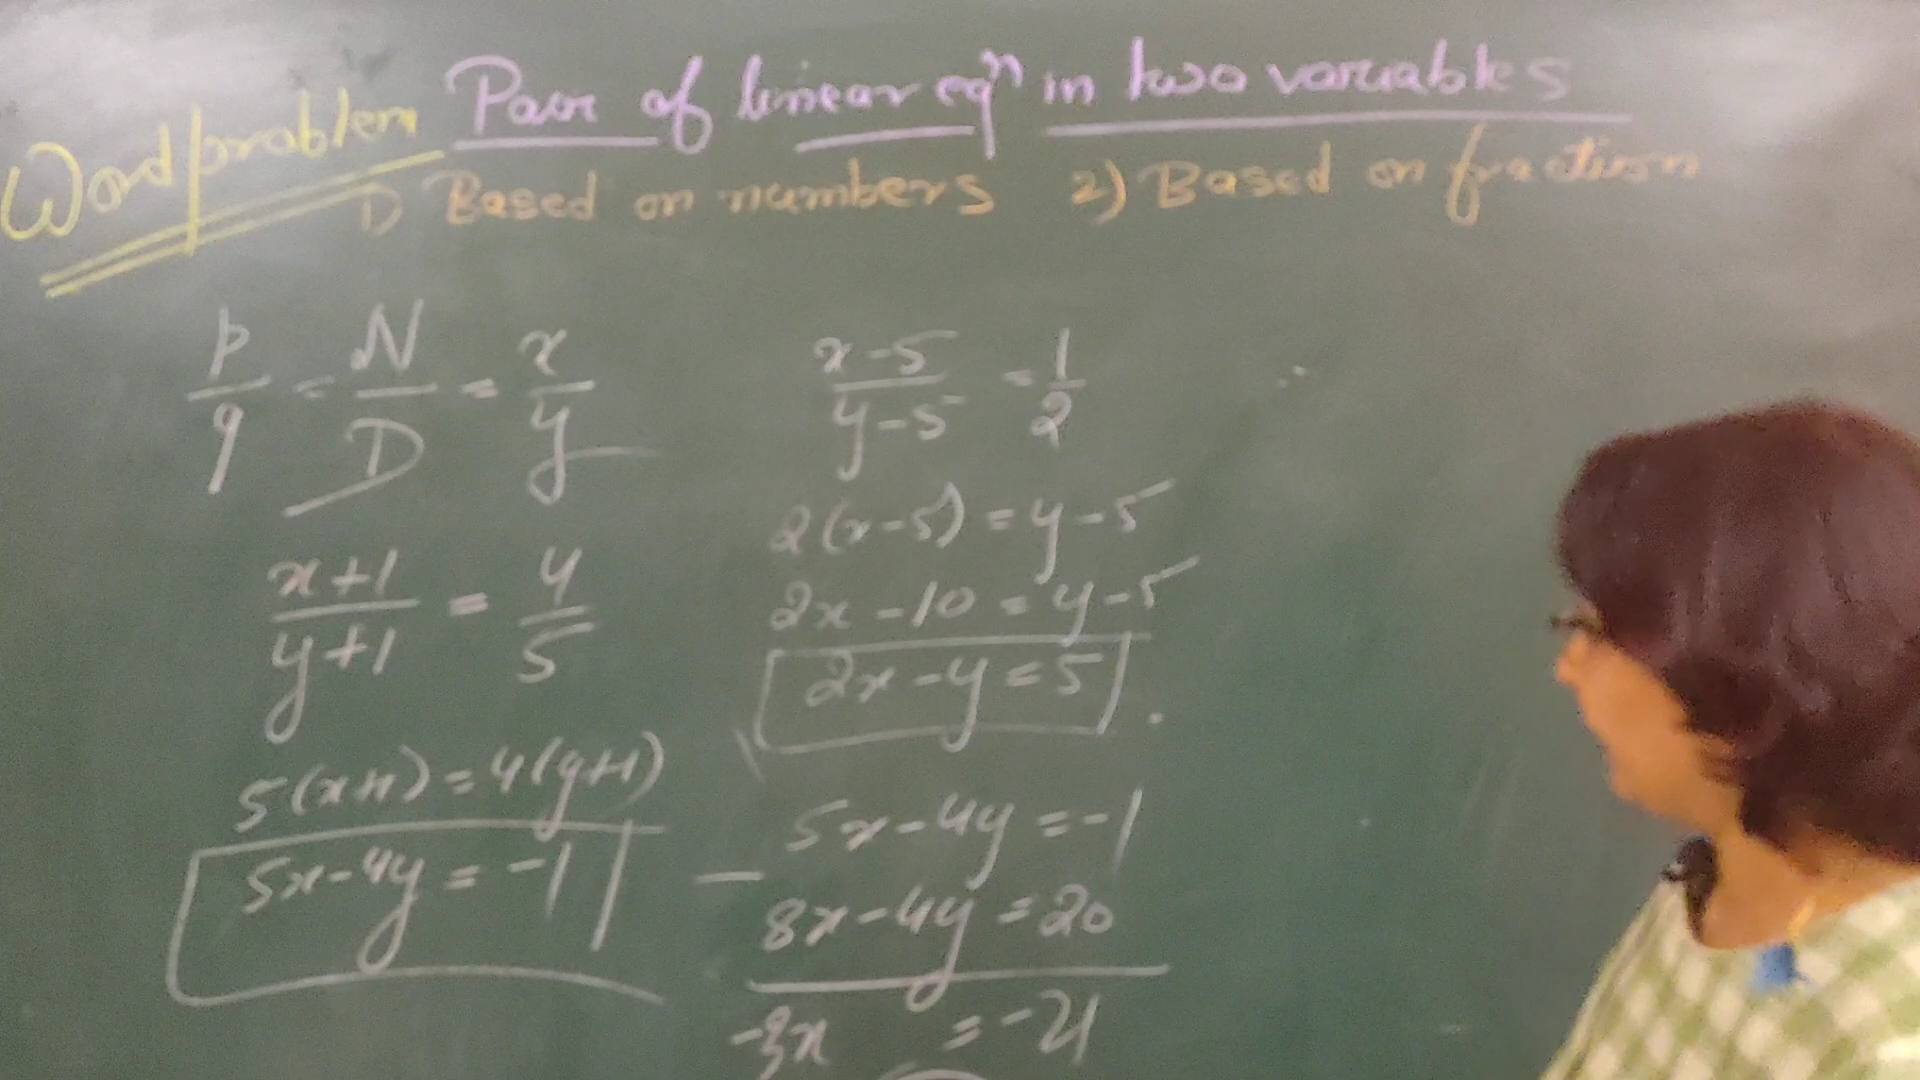 Word problem
Pair of linear eqⁿ in two variables
1) Based on numbers 2) Based on fraction
p/q = N/D = x/y
x+1/y+1 = 4/5
5(x+1) = 4(y+1)
5x-4y = -1
x-5/y-5 = 1/2
2(x-5) = y-5
2x-10 = y-5
2x-y = 5
5x-4y = -1
- 8x-4y = 20
-3x = -21